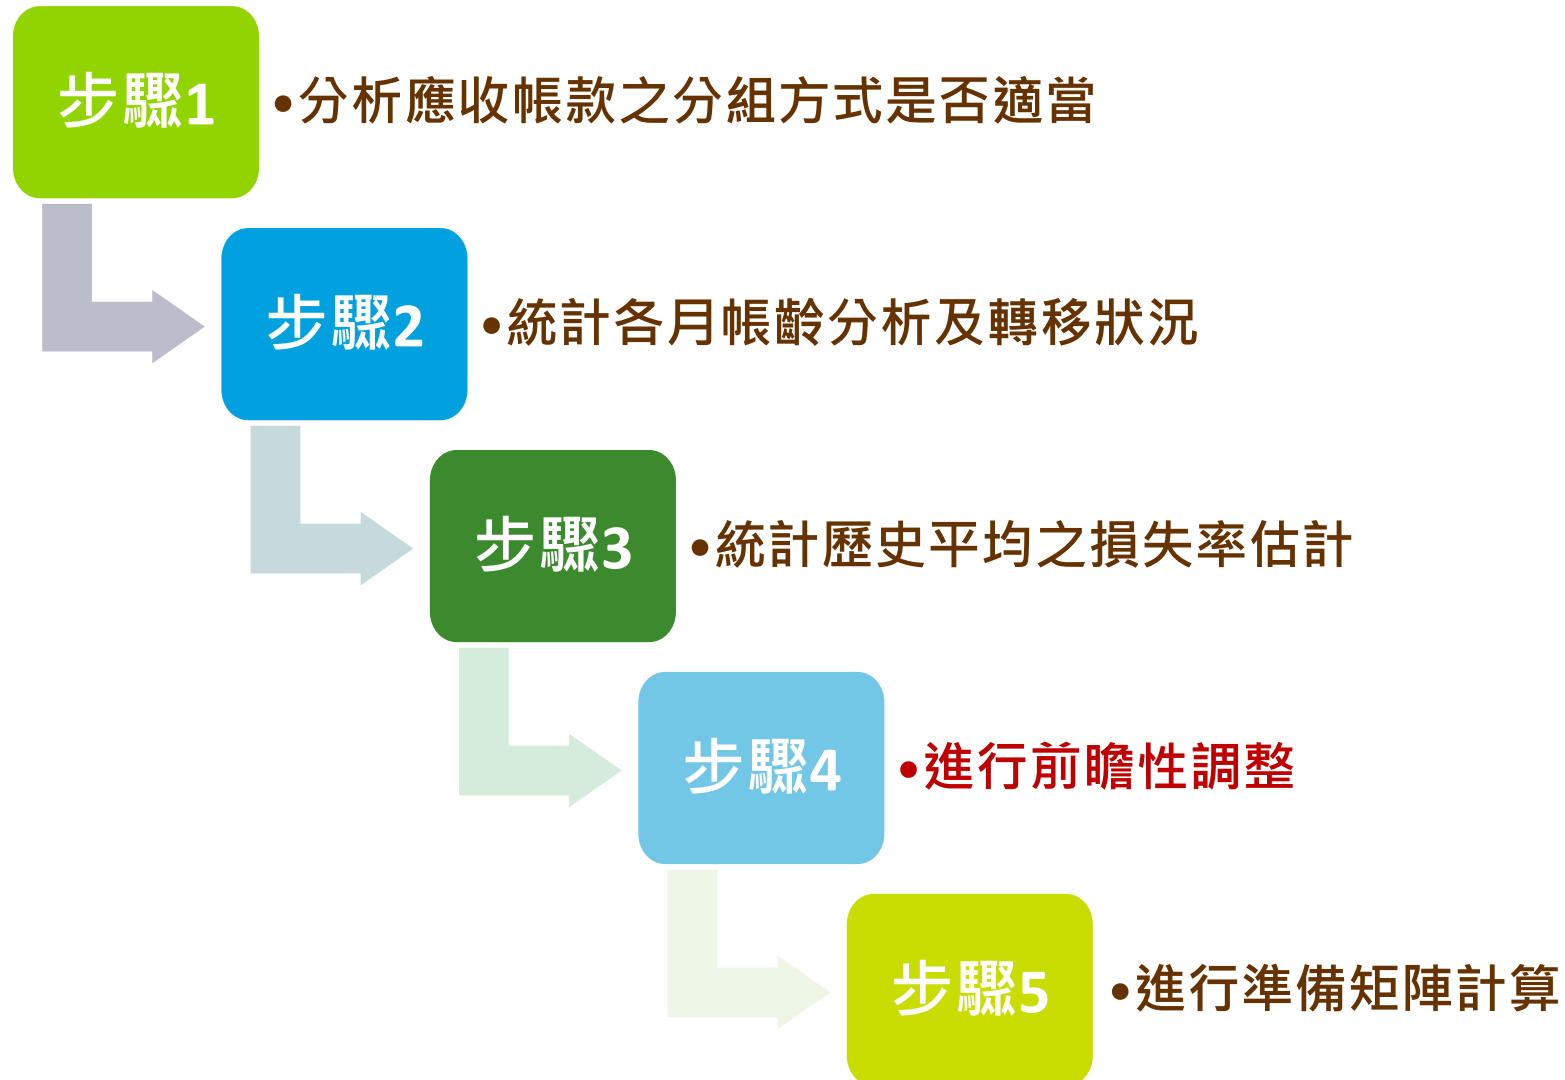 步驟1
•分析應收帳款之分組方式是否適當
步驟2
•統計各月帳齡分析及轉移狀況
步驟3
•統計歷史平均之損失率估計
步驟4
•進行前瞻性調整
步驟5
•進行準備矩陣計算